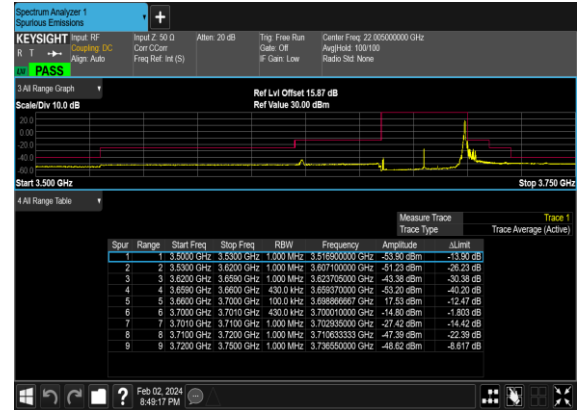 Spectrum Analyzer 1
Spurious Emissions
KEYSIGHT Input: RF Input Z: 50 Ω Atten: 20 dB Trig: Free Run Center Freq: 22.005000000 GHz
R T Coupling: DC Corr CCorr Gate: Off Avg|Hold: 100/100
Align: Auto Freq Ref: Int (S) IF Gain: Low Radio Std: None
PASS
3 All Range Graph
Ref Lvl Offset 15.87 dB
Scale/Div 10.0 dB Ref Value 30.00 dBm
20.0
0.00
-20.0
-40.0
-60.0
Start 3.500 GHz Stop 3.750 GHz
4 All Range Table
Measure Trace Trace 1
Trace Type Trace Average (Active)
Spur Range Start Freq Stop Freq RBW Frequency Amplitude ΔLimit
1 1 3.5000 GHz 3.5300 GHz 1.000 MHz 3.516900000 GHz -53.90 dBm -13.90 dB
2 2 3.5300 GHz 3.6200 GHz 1.000 MHz 3.607100000 GHz -51.23 dBm -26.23 dB
3 3 3.6200 GHz 3.6590 GHz 1.000 MHz 3.623705000 GHz -43.38 dBm -30.38 dB
4 4 3.6590 GHz 3.6600 GHz 430.0 kHz 3.659370000 GHz -53.20 dBm -40.20 dB
5 5 3.6600 GHz 3.7000 GHz 100.0 kHz 3.698866667 GHz 17.53 dBm -12.47 dB
6 6 3.7000 GHz 3.7010 GHz 430.0 kHz 3.700010000 GHz -14.80 dBm -1.803 dB
7 7 3.7010 GHz 3.7100 GHz 1.000 MHz 3.702935000 GHz -27.42 dBm -14.42 dB
8 8 3.7100 GHz 3.7200 GHz 1.000 MHz 3.710633333 GHz -47.39 dBm -22.39 dB
9 9 3.7200 GHz 3.7500 GHz 1.000 MHz 3.736550000 GHz -48.62 dBm -8.617 dB
Feb 02, 2024
8:49:17 PM